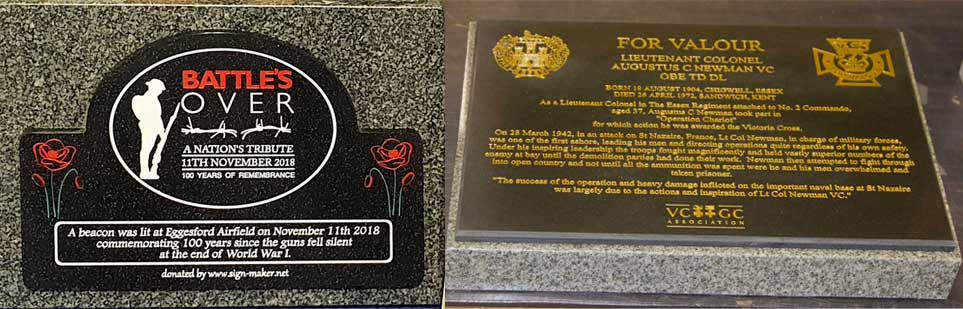 BATTLE'S
OVER
A NATION'S TRIBUTE
11TH NOVEMBER 2018
100 YEARS OF REMEMBRANCE
A beacon was lit at Eggesford Airfield on November 11th 2018
commemorating 100 years since the guns fell silent
at the end of World War I.
donated by www.sign-maker.net
FOR VALOUR
LIEUTENANT COLONEL
AUGUSTUS C NEWMAN VC
OBE TD DL
BORN 19 AUGUST 1904, CHIGWELL, ESSEX
DIED 26 APRIL 1972, SANDWICH, KENT
As a Lieutenant Colonel in The Essex Regiment attached to No. 2 Commando,
aged 37, Augustus C Newman took part in
"Operation Chariot"
for which action he was awarded the Victoria Cross.
On 28 March 1942, in an attack on St Nazaire, France, Lt Col Newman, in charge of military forces,
was one of the first ashore, leading his men and directing operations quite regardless of his own safety.
Under his inspiring leadership the troops fought magnificently and held vastly superior numbers of the
enemy at bay until the demolition parties had done their work. Newman then attempted to fight through
into open country and not until all the ammunition was spent were he and his men overwhelmed and
taken prisoner.
"The success of the operation and heavy damage inflicted on the important naval base at St Nazaire
was largely due to the actions and inspiration of Lt Col Newman VC."
VC GC
ASSOCIATION